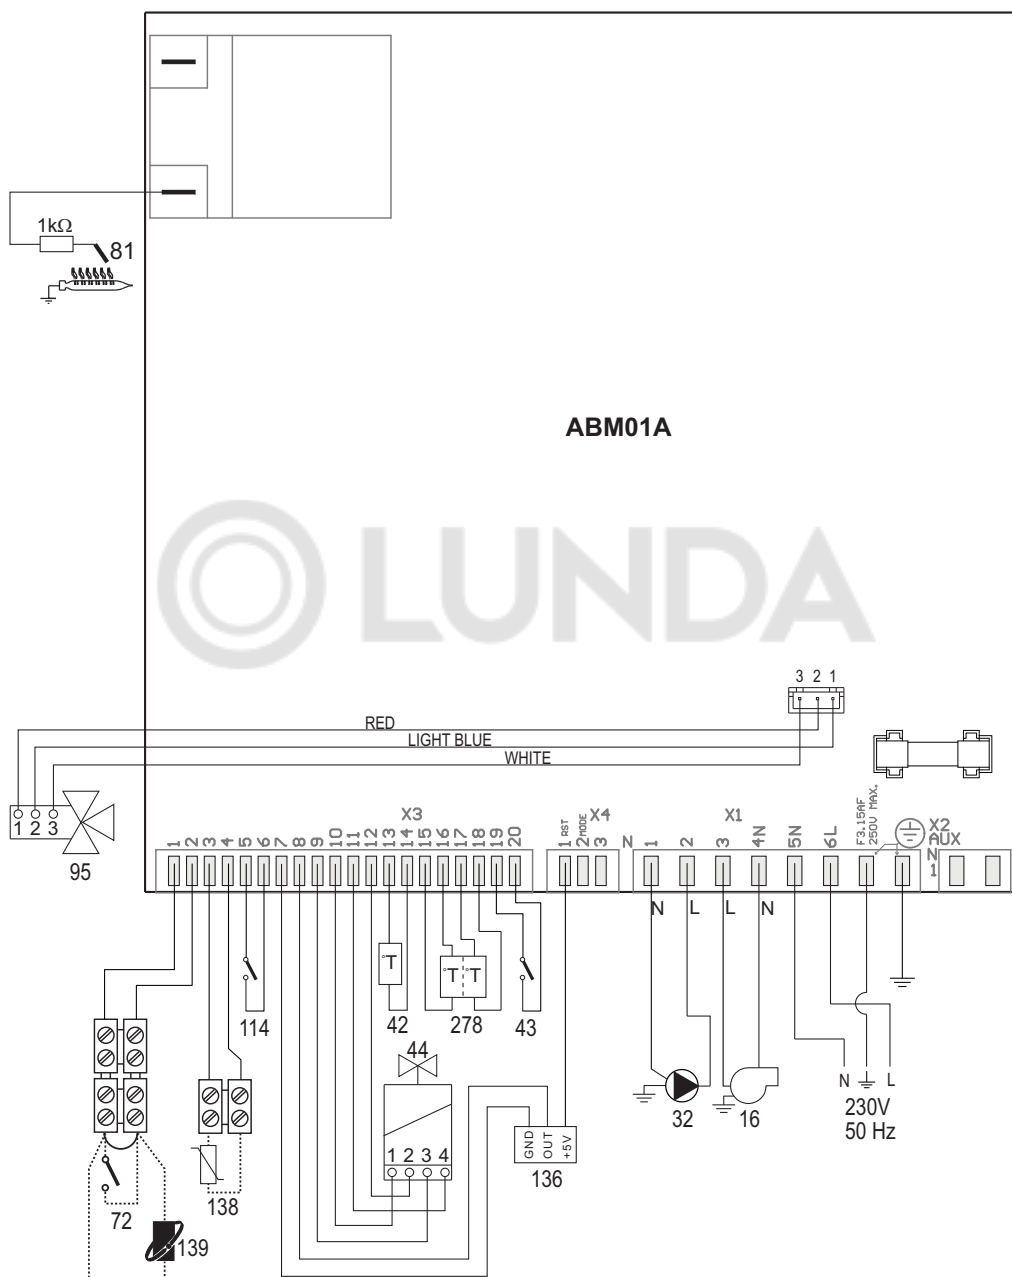 1kΩ
81
ABM01A
LUNDA
3 2 1
RED
LIGHT BLUE
WHITE
1 2 3
95
X3
1 2 3 4 5 6 7 8 9 10 11 12 13 14 15 16 17 18 19 20
X4
1 RST 2 MODE 3
N
X1
1 2 3 4N 5N 6L
F3.15AF
250V MAX.
X2
AUX
N
1
N L L N
°T
°T °T
114
42
278
43
44
1 2 3 4
GND OUT +5V
136
32
16
N L
230V
50 Hz
72
138
139